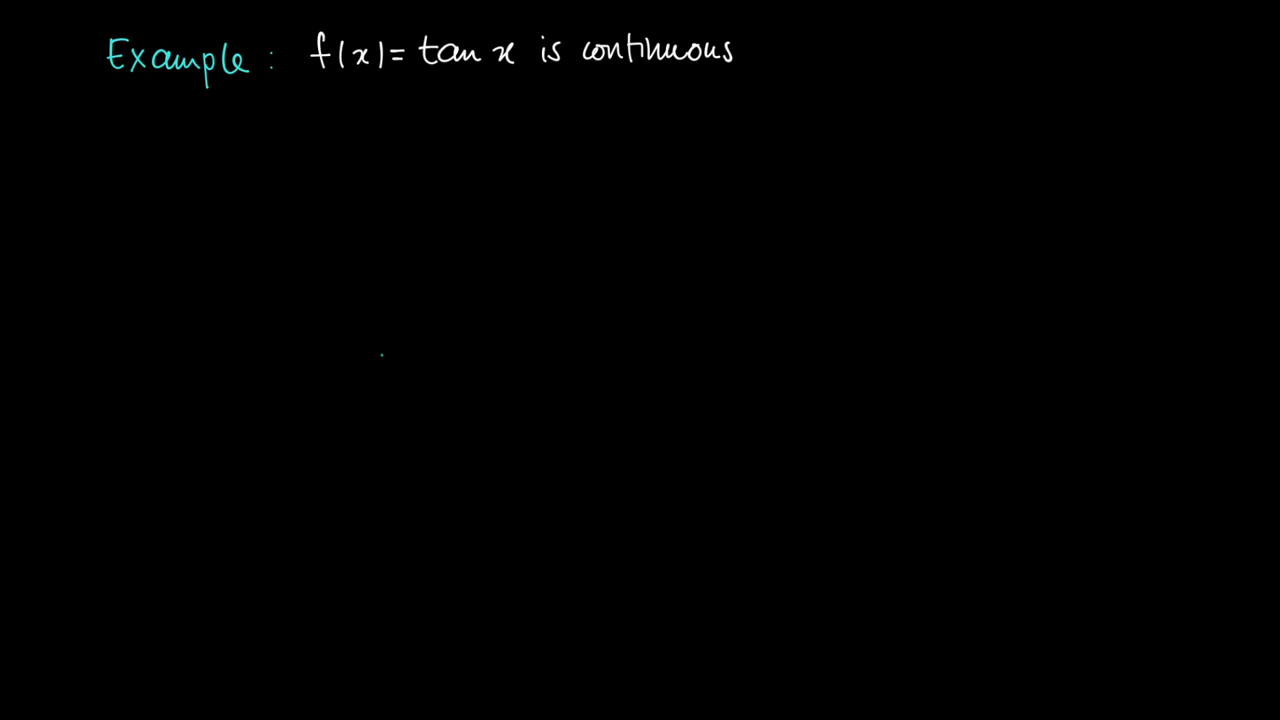 Example : f(x) = tan x is continuous